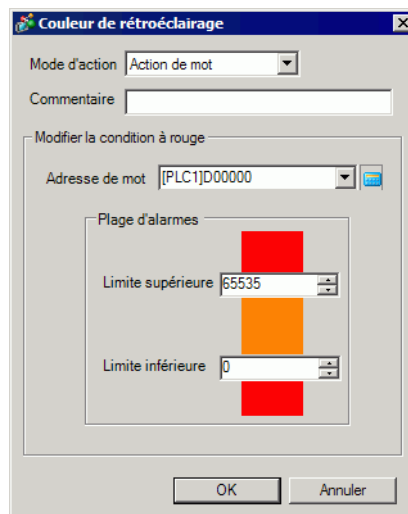 Couleur de rétroéclairage
Mode d'action Action de mot
Commentaire
Modifier la condition à rouge
Adresse de mot [PLC1]D00000
Plage d'alarmes
Limite supérieure 65535
Limite inférieure 0
OK Annuler